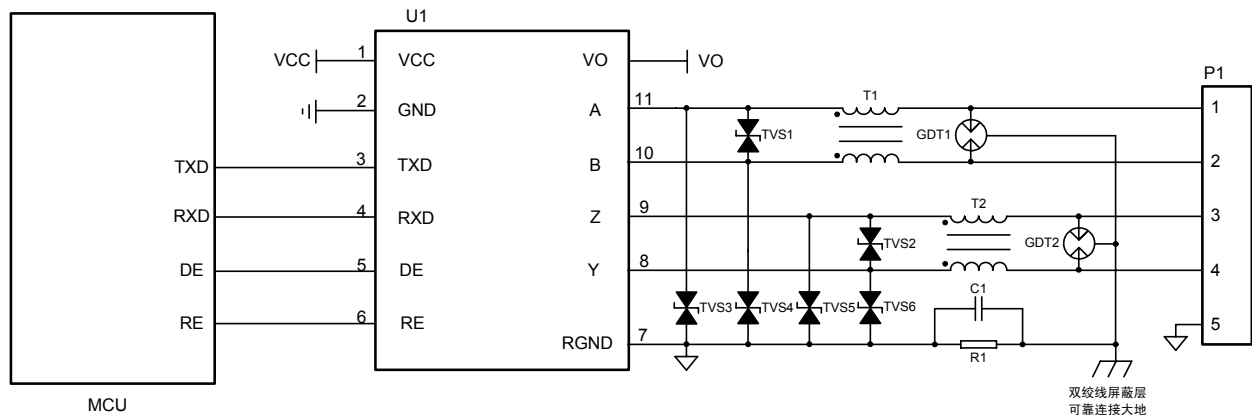 U1
VCC
1
VCC
VO
VO
2
GND
A
11
T1
P1
1
TVS1
GDT1
TXD
3
TXD
B
10
2
RXD
4
RXD
Z
9
T2
3
TVS2
GDT2
DE
5
DE
Y
8
4
C1
TVS3
TVS4
TVS5
TVS6
RE
6
RE
RGND
7
R1
5
MCU
双绞线屏蔽层
可靠连接大地